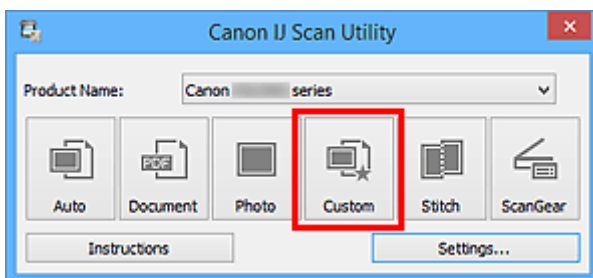 Canon IJ Scan Utility
Product Name: Canon series
PDF
Auto Document Photo Custom Stitch ScanGear
Instructions Settings...